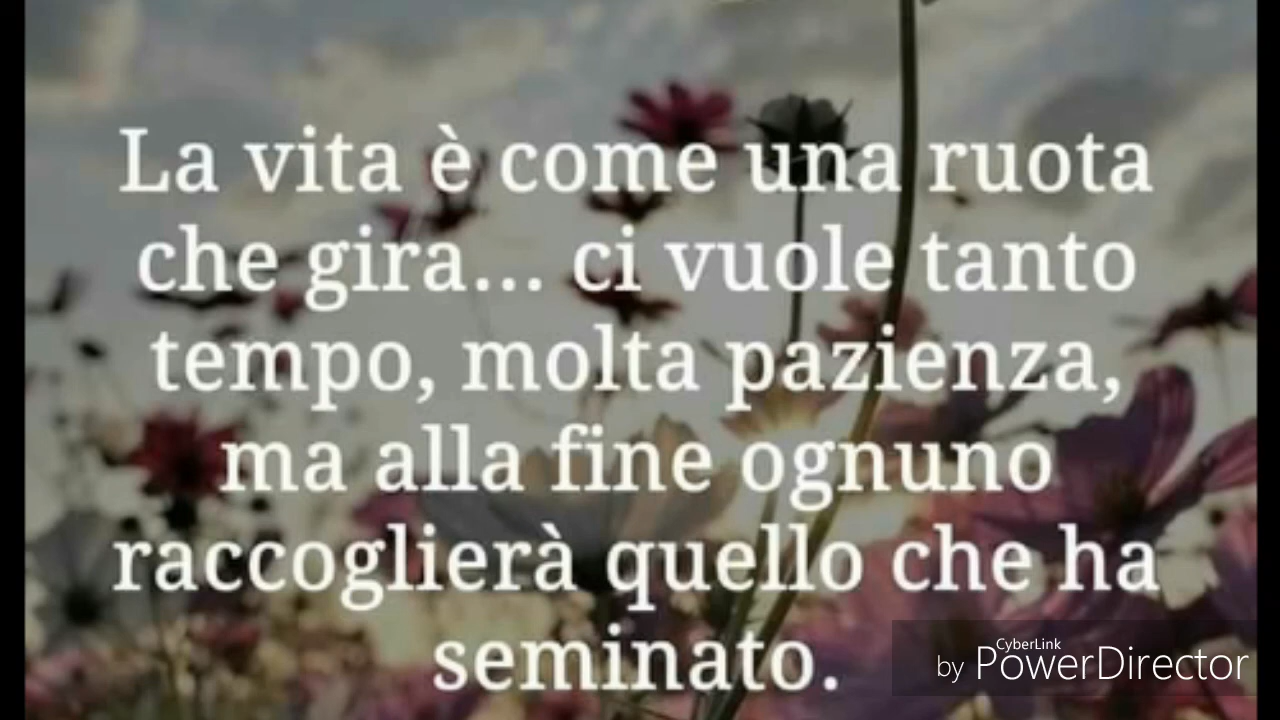 La vita è come una ruota
che gira... ci vuole tanto
tempo, molta pazienza,
ma alla fine ognuno
raccoglierà quello che ha
seminato.
CyberLink
by PowerDirector